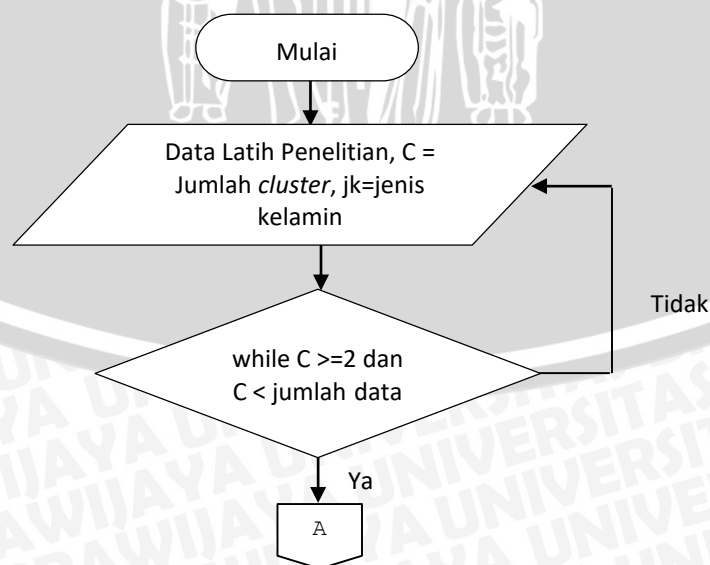 Mulai
Data Latih Penelitian, C =
Jumlah cluster, jk=jenis
kelamin
Tidak
while C >=2 dan
C < jumlah data
Ya
A